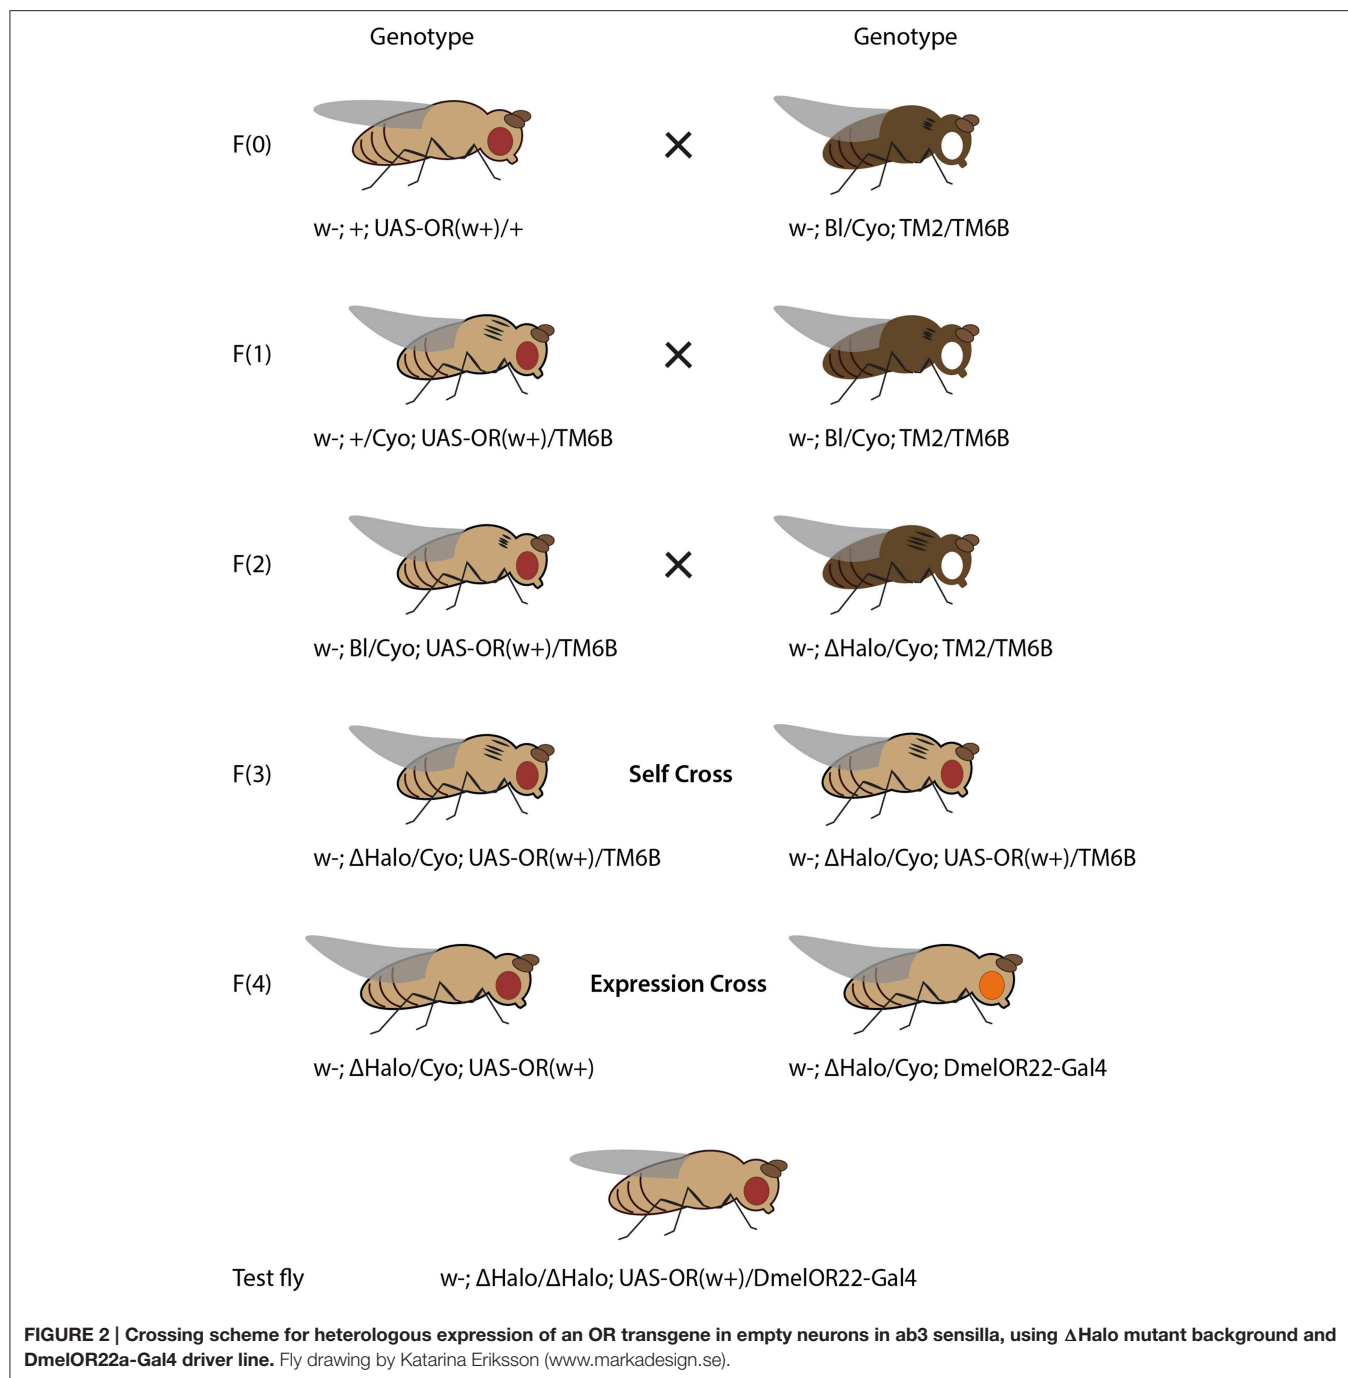 Genotype Genotype
F(0) ×
w-; +; UAS-OR(w+)/+ w-; Bl/Cyo; TM2/TM6B
F(1) ×
w-; +/Cyo; UAS-OR(w+)/TM6B w-; Bl/Cyo; TM2/TM6B
F(2) ×
w-; Bl/Cyo; UAS-OR(w+)/TM6B w-; ΔHalo/Cyo; TM2/TM6B
F(3) Self Cross
w-; ΔHalo/Cyo; UAS-OR(w+)/TM6B w-; ΔHalo/Cyo; UAS-OR(w+)/TM6B
F(4) Expression Cross
w-; ΔHalo/Cyo; UAS-OR(w+) w-; ΔHalo/Cyo; DmelOR22-Gal4
Test fly w-; ΔHalo/ΔHalo; UAS-OR(w+)/DmelOR22-Gal4
FIGURE 2 | Crossing scheme for heterologous expression of an OR transgene in empty neurons in ab3 sensilla, using ΔHalo mutant background and
DmelOR22a-Gal4 driver line. Fly drawing by Katarina Eriksson (www.markadesign.se).